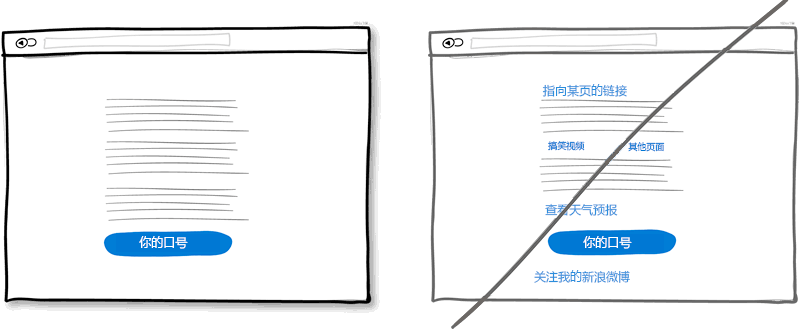 你的口号
指向某页的链接
搞笑视频 其他页面
查看天气预报
你的口号
关注我的新浪微博